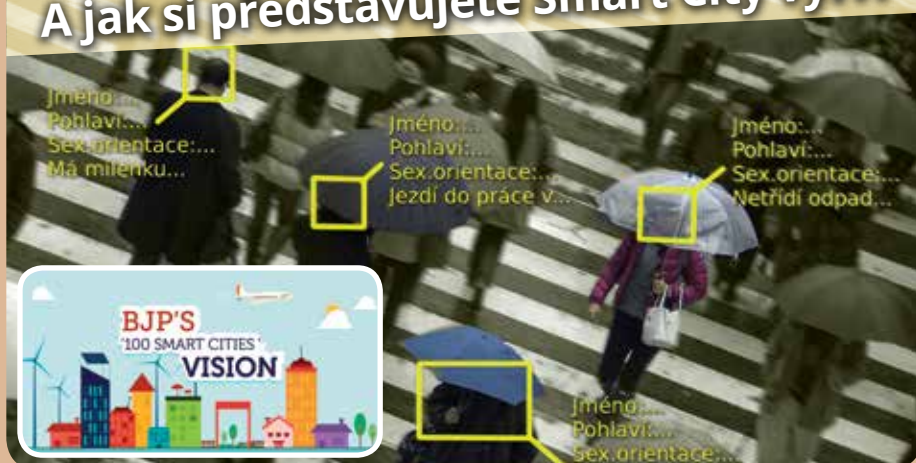 A jak si představujete Smart City
Jméno:...
Pohlaví:...
Sex.orientace:...
Má milenku...
Jméno:...
Pohlaví:...
Sex.orientace:...
Jezdí do práce v...
Jméno:...
Pohlaví:...
Sex.orientace:...
Netřídí odpad...
BJP'S
'100 SMART CITIES'
VISION
Jméno:...
Pohlaví:...
Sex.orientace:...